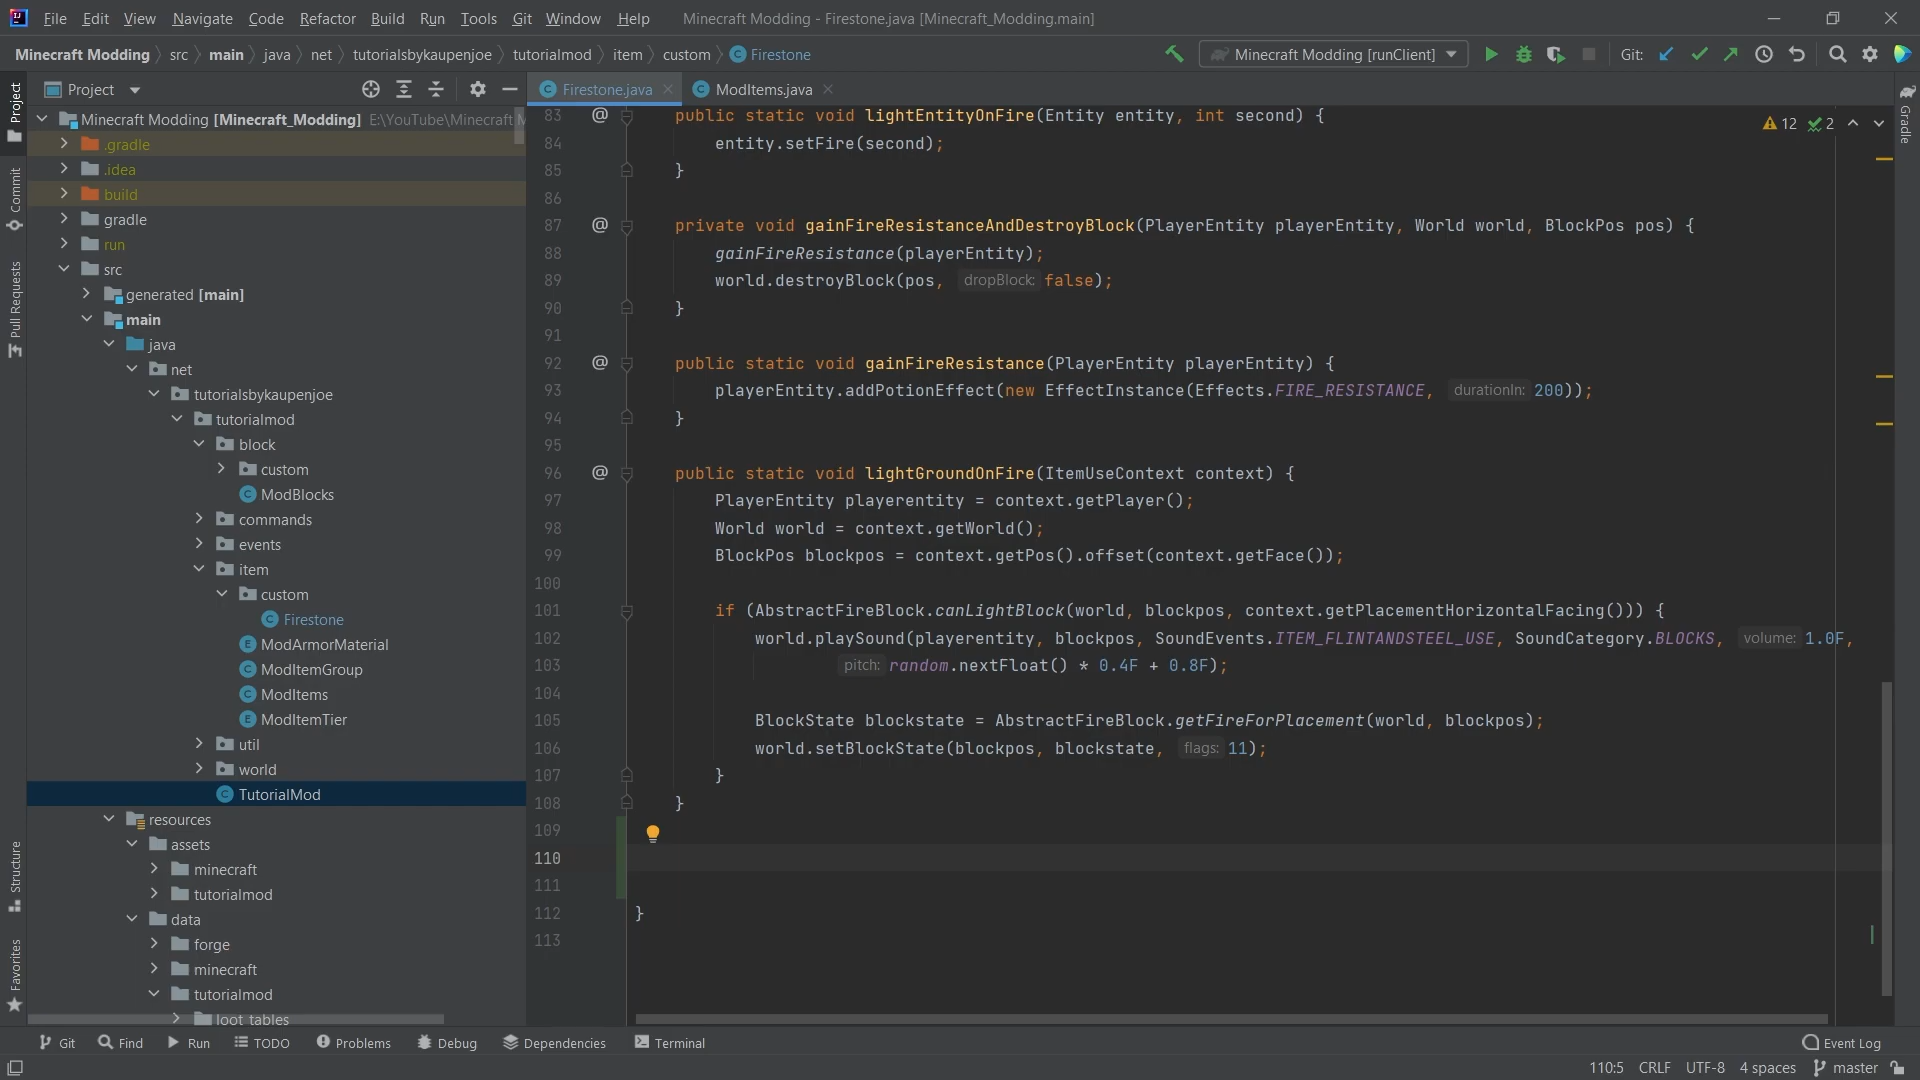 File Edit View Navigate Code Refactor Build Run Tools Git Window Help Minecraft Modding - Firestone.java [Minecraft_Modding.main]
Minecraft Modding src main java net tutorialsbykaupenjoe tutorialmod item custom Firestone Minecraft Modding [runClient] Git:
Project Firestone.java ModItems.java
Minecraft Modding [Minecraft_Modding] E:\YouTube\Minecraft M
.gradle
.idea
build
gradle
run
src
generated [main]
main
java
net
tutorialsbykaupenjoe
tutorialmod
block
custom
ModBlocks
commands
events
item
custom
Firestone
ModArmorMaterial
ModItemGroup
ModItems
ModItemTier
util
world
TutorialMod
resources
assets
minecraft
tutorialmod
data
forge
minecraft
tutorialmod
loot_tables
12 2
83 @ public static void lightEntityOnFire(Entity entity, int second) {
84 entity.setFire(second);
85 }
86
87 @ private void gainFireResistanceAndDestroyBlock(PlayerEntity playerEntity, World world, BlockPos pos) {
88 gainFireResistance(playerEntity);
89 world.destroyBlock(pos, dropBlock: false);
90 }
91
92 @ public static void gainFireResistance(PlayerEntity playerEntity) {
93 playerEntity.addPotionEffect(new EffectInstance(Effects.FIRE_RESISTANCE, durationIn: 200));
94 }
95
96 @ public static void lightGroundOnFire(ItemUseContext context) {
97 PlayerEntity playerentity = context.getPlayer();
98 World world = context.getWorld();
99 BlockPos blockpos = context.getPos().offset(context.getFace());
100
101 if (AbstractFireBlock.canLightBlock(world, blockpos, context.getPlacementHorizontalFacing())) {
102 world.playSound(playerentity, blockpos, SoundEvents.ITEM_FLINTANDSTEEL_USE, SoundCategory.BLOCKS, volume: 1.0F,
103 pitch: random.nextFloat() * 0.4F + 0.8F);
104
105 BlockState blockstate = AbstractFireBlock.getFireForPlacement(world, blockpos);
106 world.setBlockState(blockpos, blockstate, flags: 11);
107 }
108 }
109
110
111
112 }
113
Project
Commit
Pull Requests
Structure
Favorites
Gradle
Git Find Run TODO Problems Debug Dependencies Terminal Event Log
110:5 CRLF UTF-8 4 spaces master